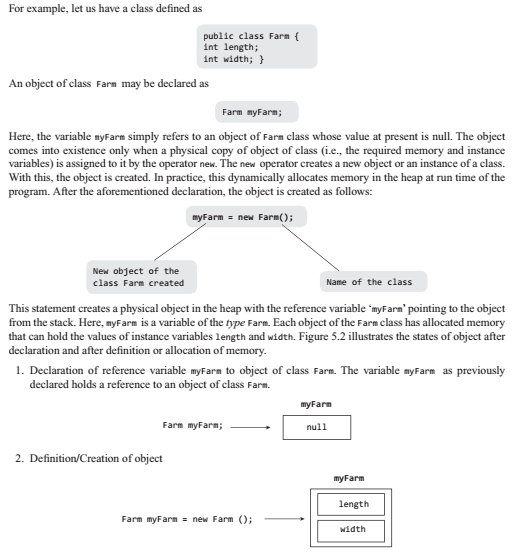 For example, let us have a class defined as
public class Farm {
int length;
int width; }
An object of class Farm may be declared as
Farm myFarm;
Here, the variable myFarm simply refers to an object of Farm class whose value at present is null. The object
comes into existence only when a physical copy of object of class (i.e., the required memory and instance
variables) is assigned to it by the operator new. The new operator creates a new object or an instance of a class.
With this, the object is created. In practice, this dynamically allocates memory in the heap at run time of the
program. After the aforementioned declaration, the object is created as follows:
myFarm = new Farm();
New object of the
class Farm created
Name of the class
This statement creates a physical object in the heap with the reference variable ‘myFarm’ pointing to the object
from the stack. Here, myFarm is a variable of the type Farm. Each object of the Farm class has allocated memory
that can hold the values of instance variables length and width. Figure 5.2 illustrates the states of object after
declaration and after definition or allocation of memory.
1. Declaration of reference variable myFarm to object of class Farm. The variable myFarm as previously
declared holds a reference to an object of class Farm.
myFarm
Farm myFarm;
null
2. Definition/Creation of object
myFarm
length
Farm myFarm = new Farm ();
width